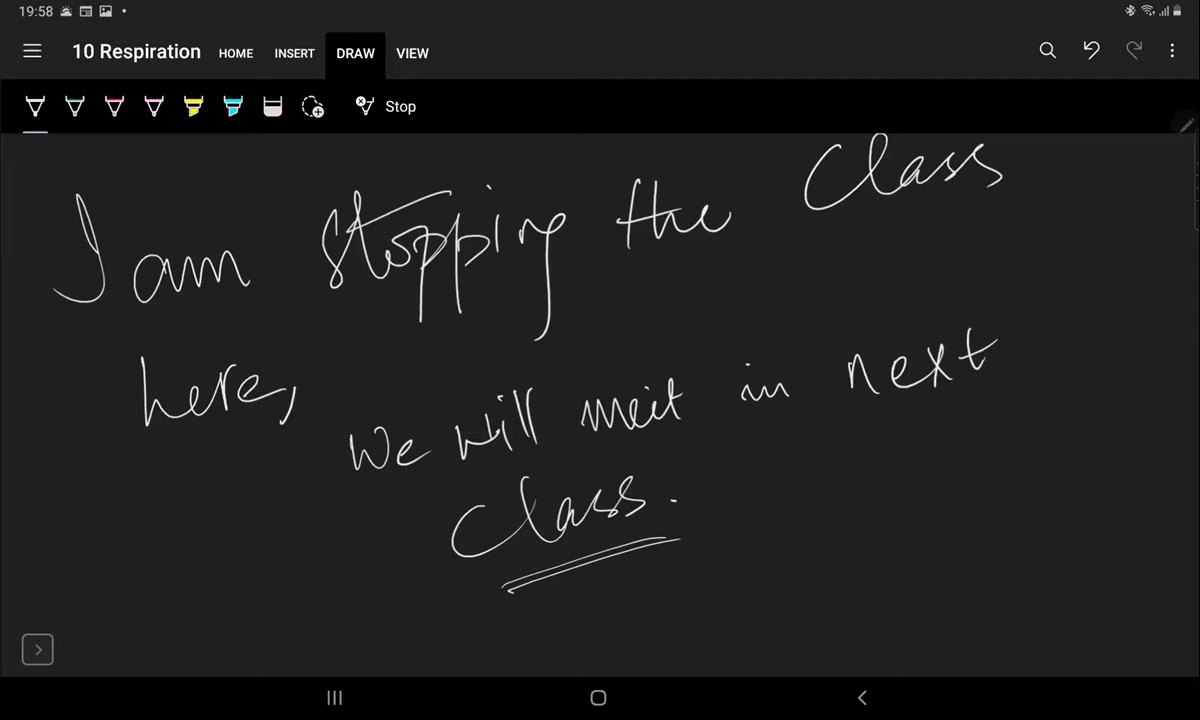 19:58
10 Respiration HOME INSERT DRAW VIEW
Stop
I am stopping the Class
here,
We will meit in next
Class.